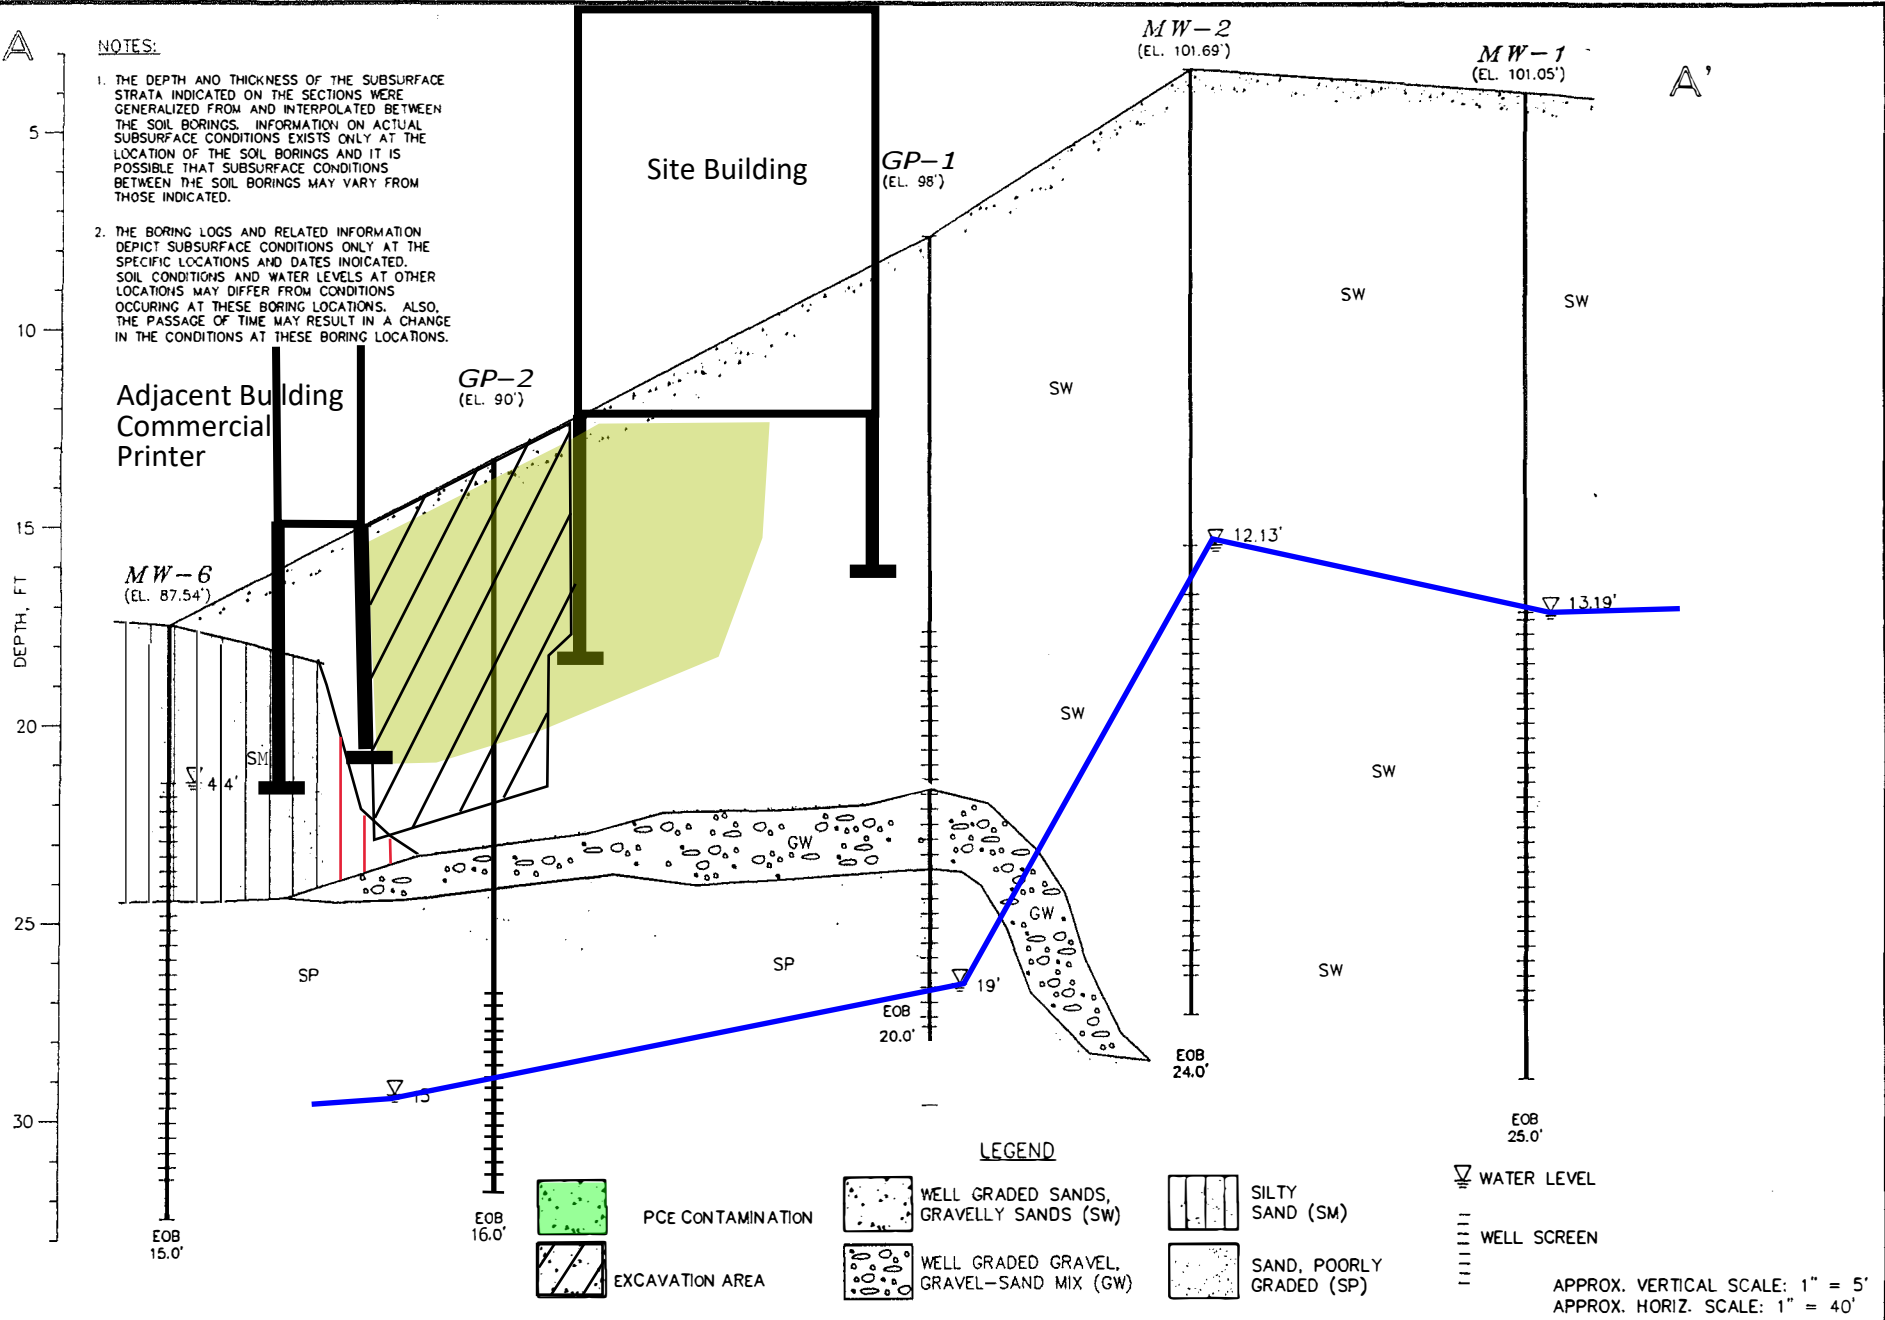 A
NOTES:
1. THE DEPTH AND THICKNESS OF THE SUBSURFACE
STRATA INDICATED ON THE SECTIONS WERE
GENERALIZED FROM AND INTERPOLATED BETWEEN
THE SOIL BORINGS. INFORMATION ON ACTUAL
SUBSURFACE CONDITIONS EXISTS ONLY AT THE
LOCATION OF THE SOIL BORINGS AND IT IS
POSSIBLE THAT SUBSURFACE CONDITIONS
BETWEEN THE SOIL BORINGS MAY VARY FROM
THOSE INDICATED.
2. THE BORING LOGS AND RELATED INFORMATION
DEPICT SUBSURFACE CONDITIONS ONLY AT THE
SPECIFIC LOCATIONS AND DATES INDICATED.
SOIL CONDITIONS AND WATER LEVELS AT OTHER
LOCATIONS MAY DIFFER FROM CONDITIONS
OCCURING AT THESE BORING LOCATIONS. ALSO,
THE PASSAGE OF TIME MAY RESULT IN A CHANGE
IN THE CONDITIONS AT THESE BORING LOCATIONS.
MW-2
(EL. 101.69')
MW-1
(EL. 101.05')
A'
Site Building
GP-1
(EL. 98')
GP-2
(EL. 90')
Adjacent Building
Commercial
Printer
MW-6
(EL. 87.54')
DEPTH, FT
5
10
15
20
25
30
SW
SW
SW
SW
SW
SW
12.13'
13.19'
SM
4.4'
GW
GW
SP
SP
19'
15
EOB
20.0'
EOB
24.0'
EOB
25.0'
EOB
15.0'
EOB
16.0'
LEGEND
PCE CONTAMINATION
EXCAVATION AREA
WELL GRADED SANDS,
GRAVELLY SANDS (SW)
WELL GRADED GRAVEL,
GRAVEL-SAND MIX (GW)
SILTY
SAND (SM)
SAND, POORLY
GRADED (SP)
WATER LEVEL
WELL SCREEN
APPROX. VERTICAL SCALE: 1" = 5'
APPROX. HORIZ. SCALE: 1" = 40'